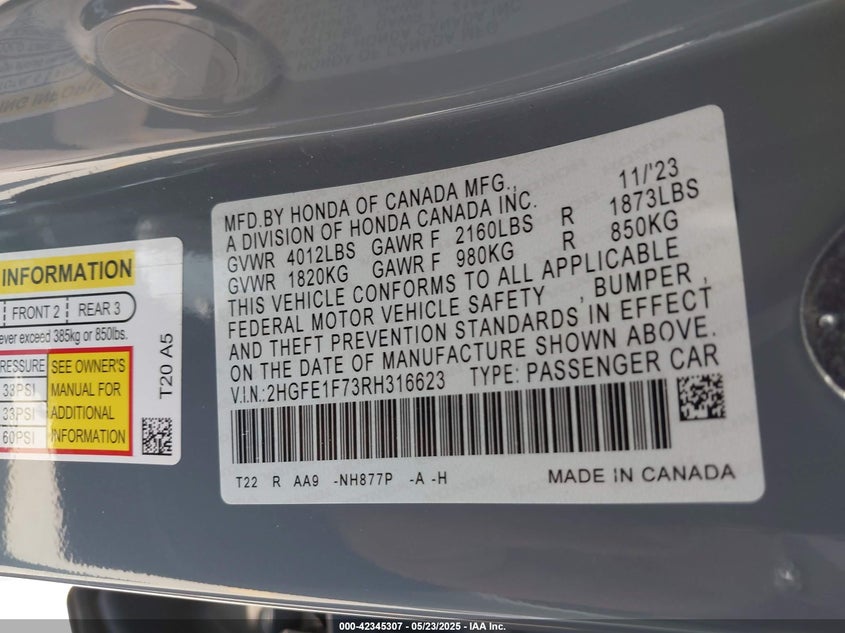 MFD.BY HONDA OF CANADA MFG., 11/'23
A DIVISION OF HONDA CANADA INC.
GVWR 4012LBS GAWR F 2160LBS R 1873LBS
GVWR 1820KG GAWR F 980KG R 850KG
THIS VEHICLE CONFORMS TO ALL APPLICABLE
FEDERAL MOTOR VEHICLE SAFETY , BUMPER ,
AND THEFT PREVENTION STANDARDS IN EFFECT
ON THE DATE OF MANUFACTURE SHOWN ABOVE.
V.I.N.:2HGFE1F73RH316623 TYPE: PASSENGER CAR
T22 R AA9 -NH877P -A -H MADE IN CANADA
INFORMATION
FRONT 2 REAR 3
exceed 385kg or 850lbs.
33PSI
33PSI
60PSI
SEE OWNER'S
MANUAL FOR
ADDITIONAL
INFORMATION
T20 A5
000-42345307 - 05/23/2025 - IAA Inc.